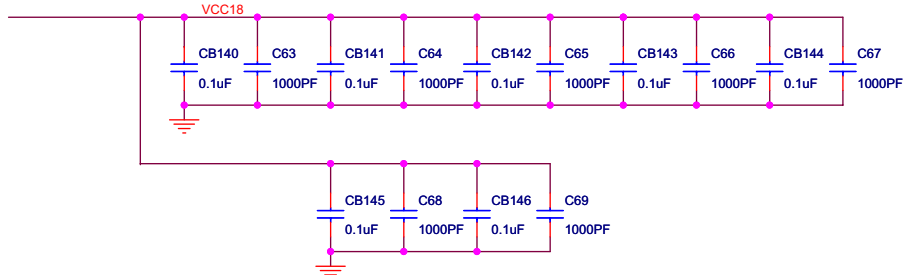 VCC18
CB140 C63 CB141 C64 CB142 C65 CB143 C66 CB144 C67
0.1uF 1000PF 0.1uF 1000PF 0.1uF 1000PF 0.1uF 1000PF 0.1uF 1000PF
CB145 C68 CB146 C69
0.1uF 1000PF 0.1uF 1000PF